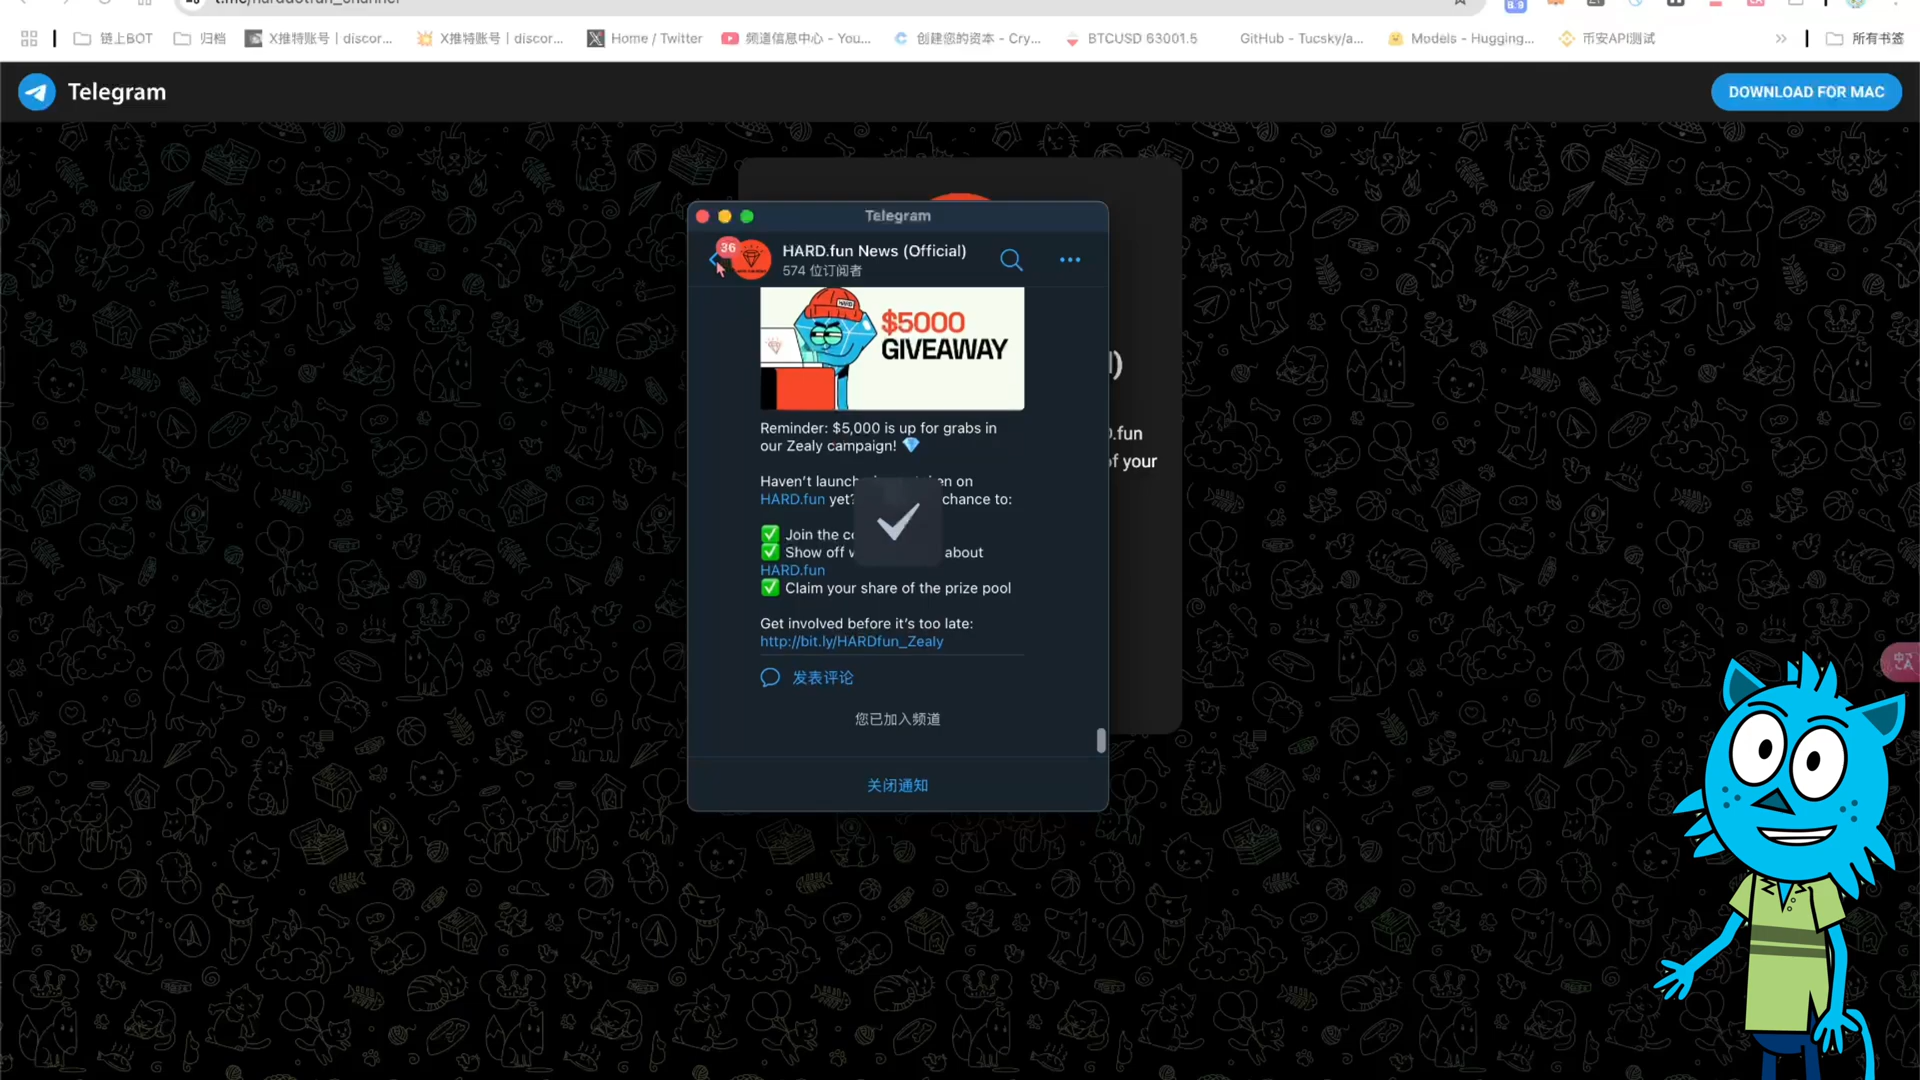 链上BOT
归档
X推特账号 | discor...
X推特账号 | discor...
Home / Twitter
频道信息中心 - You...
创建您的资本 - Cry...
BTCUSD 63001.5
GitHub - Tucsky/a...
Models - Hugging...
币安API测试
所有书签
Telegram
DOWNLOAD FOR MAC
Telegram
36
HARD.fun News (Official)
574 位订阅者
$5000
GIVEAWAY
Reminder: $5,000 is up for grabs in
our Zealy campaign! 💎
Haven't launch
on
HARD.fun yet?
chance to:
✅ Join the
✅ Show off
about
HARD.fun
✅ Claim your share of the prize pool
Get involved before it's too late:
http://bit.ly/HARDfun_Zealy
发表评论
您已加入频道
关闭通知
.fun
of your